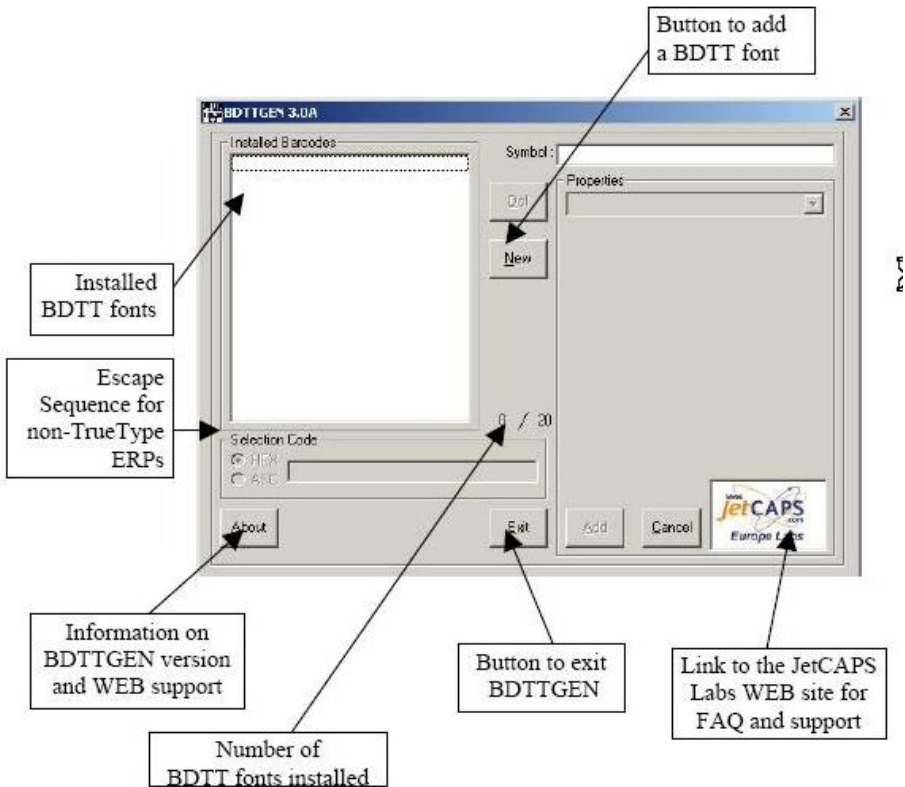 Button to add
a BDTT font
BDTTGEN 3.0A
Installed Barcodes
Symbol :
Properties
Del
New
Installed
BDTT fonts
Escape
Sequence for
non-TrueType
ERPs
0 / 20
Selection Code
HEX
ASC
About
Exit
Add
Cancel
www.
jetCAPS
.com
Europe Labs
Information on
BDTTGEN version
and WEB support
Button to exit
BDTTGEN
Link to the JetCAPS
Labs WEB site for
FAQ and support
Number of
BDTT fonts installed